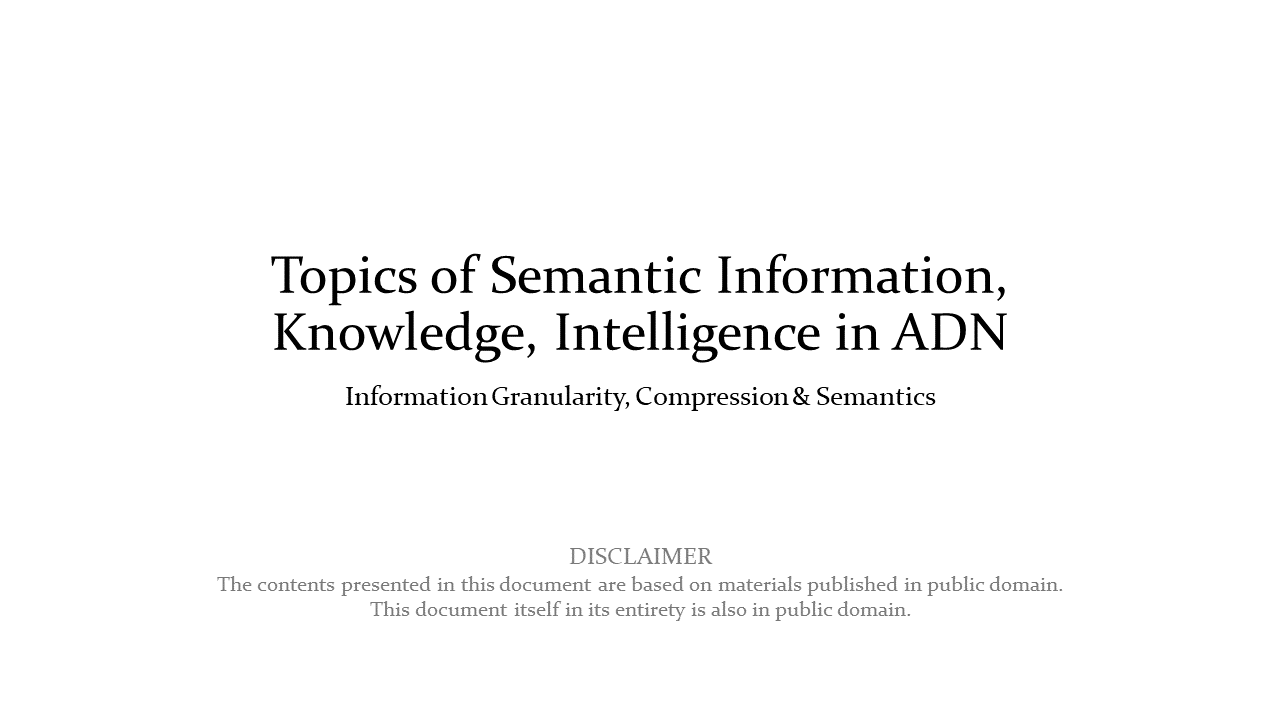 Topics of Semantic Information,
Knowledge, Intelligence in ADN
Information Granularity, Compression & Semantics
DISCLAIMER
The contents presented in this document are based on materials published in public domain.
This document itself in its entirety is also in public domain.